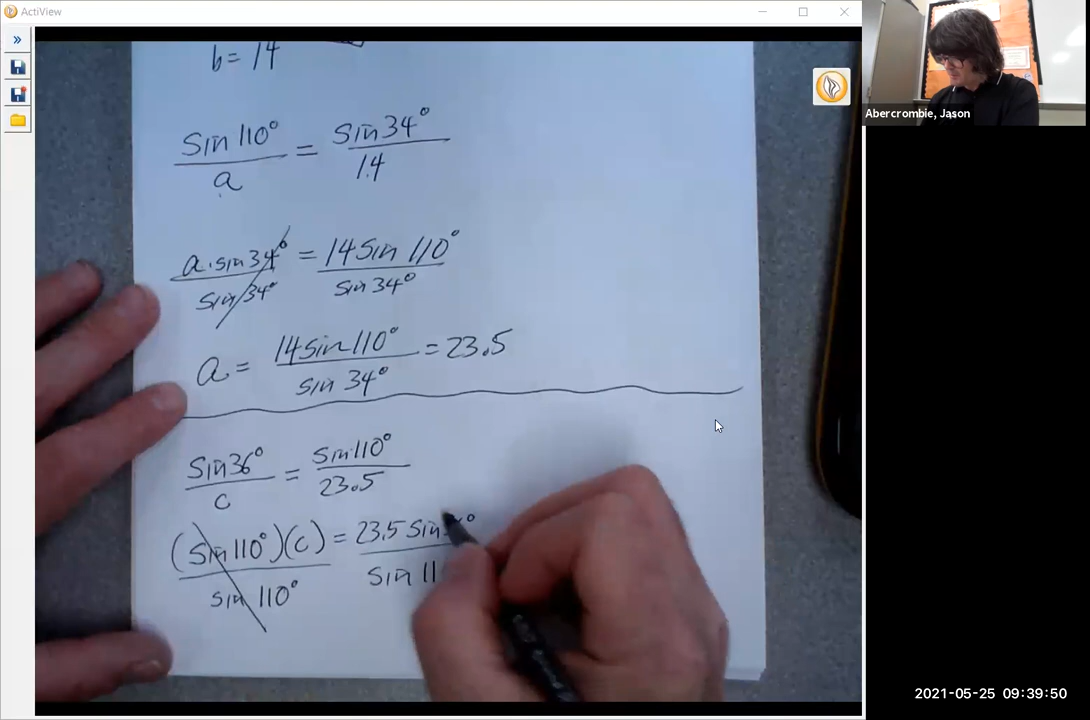 ActiView
b = 14
Sin 110° / a = Sin 34° / 14
a · sin 34° / sin 34° = 14 Sin 110° / sin 34°
a = 14 sin 110° / sin 34° = 23.5
Sin 36° / c = sin 110° / 23.5
(Sin 110°)(c) / sin 110° = 23.5 sin / sin 11
Abercrombie, Jason
2021-05-25 09:39:50